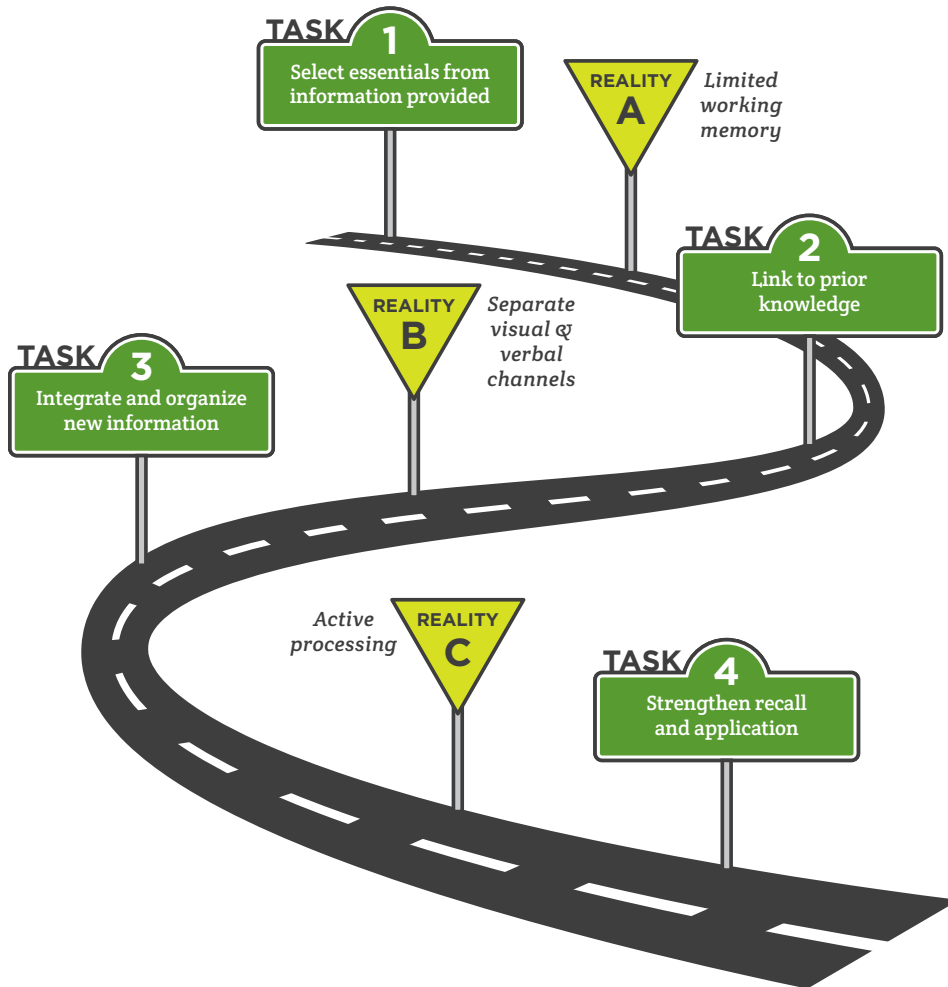 TASK 1
Select essentials from
information provided
REALITY
A
Limited
working
memory
TASK 2
Link to prior
knowledge
REALITY
B
Separate
visual &
verbal
channels
TASK 3
Integrate and organize
new information
REALITY
C
Active
processing
TASK 4
Strengthen recall
and application